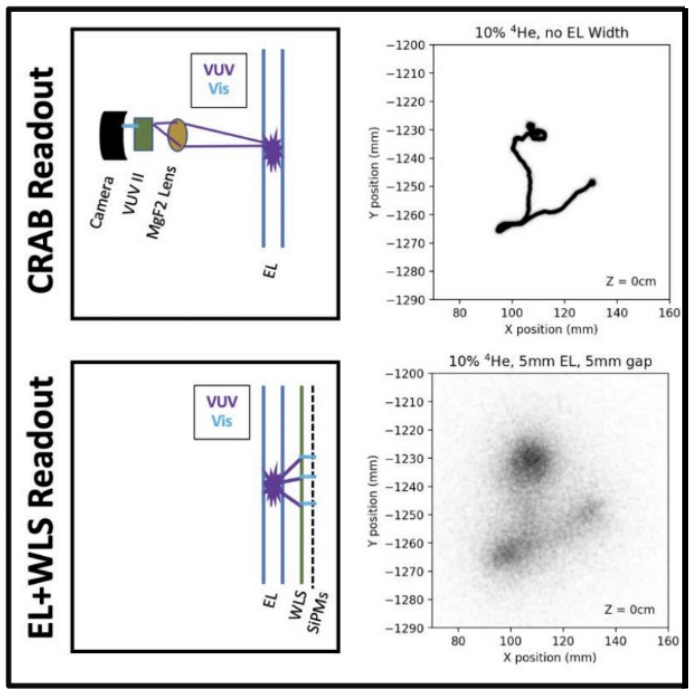 CRAB Readout
VUV
Vis
Camera
VUV II
MgF2 Lens
EL
10% ⁴He, no EL Width
Y position (mm)
−1200
−1210
−1220
−1230
−1240
−1250
−1260
−1270
−1280
−1290
Z = 0cm
80 100 120 140 160
X position (mm)
EL+WLS Readout
VUV
Vis
EL
WLS
SiPMs
10% ⁴He, 5mm EL, 5mm gap
Y position (mm)
−1200
−1210
−1220
−1230
−1240
−1250
−1260
−1270
−1280
−1290
Z = 0cm
80 100 120 140 160
X position (mm)